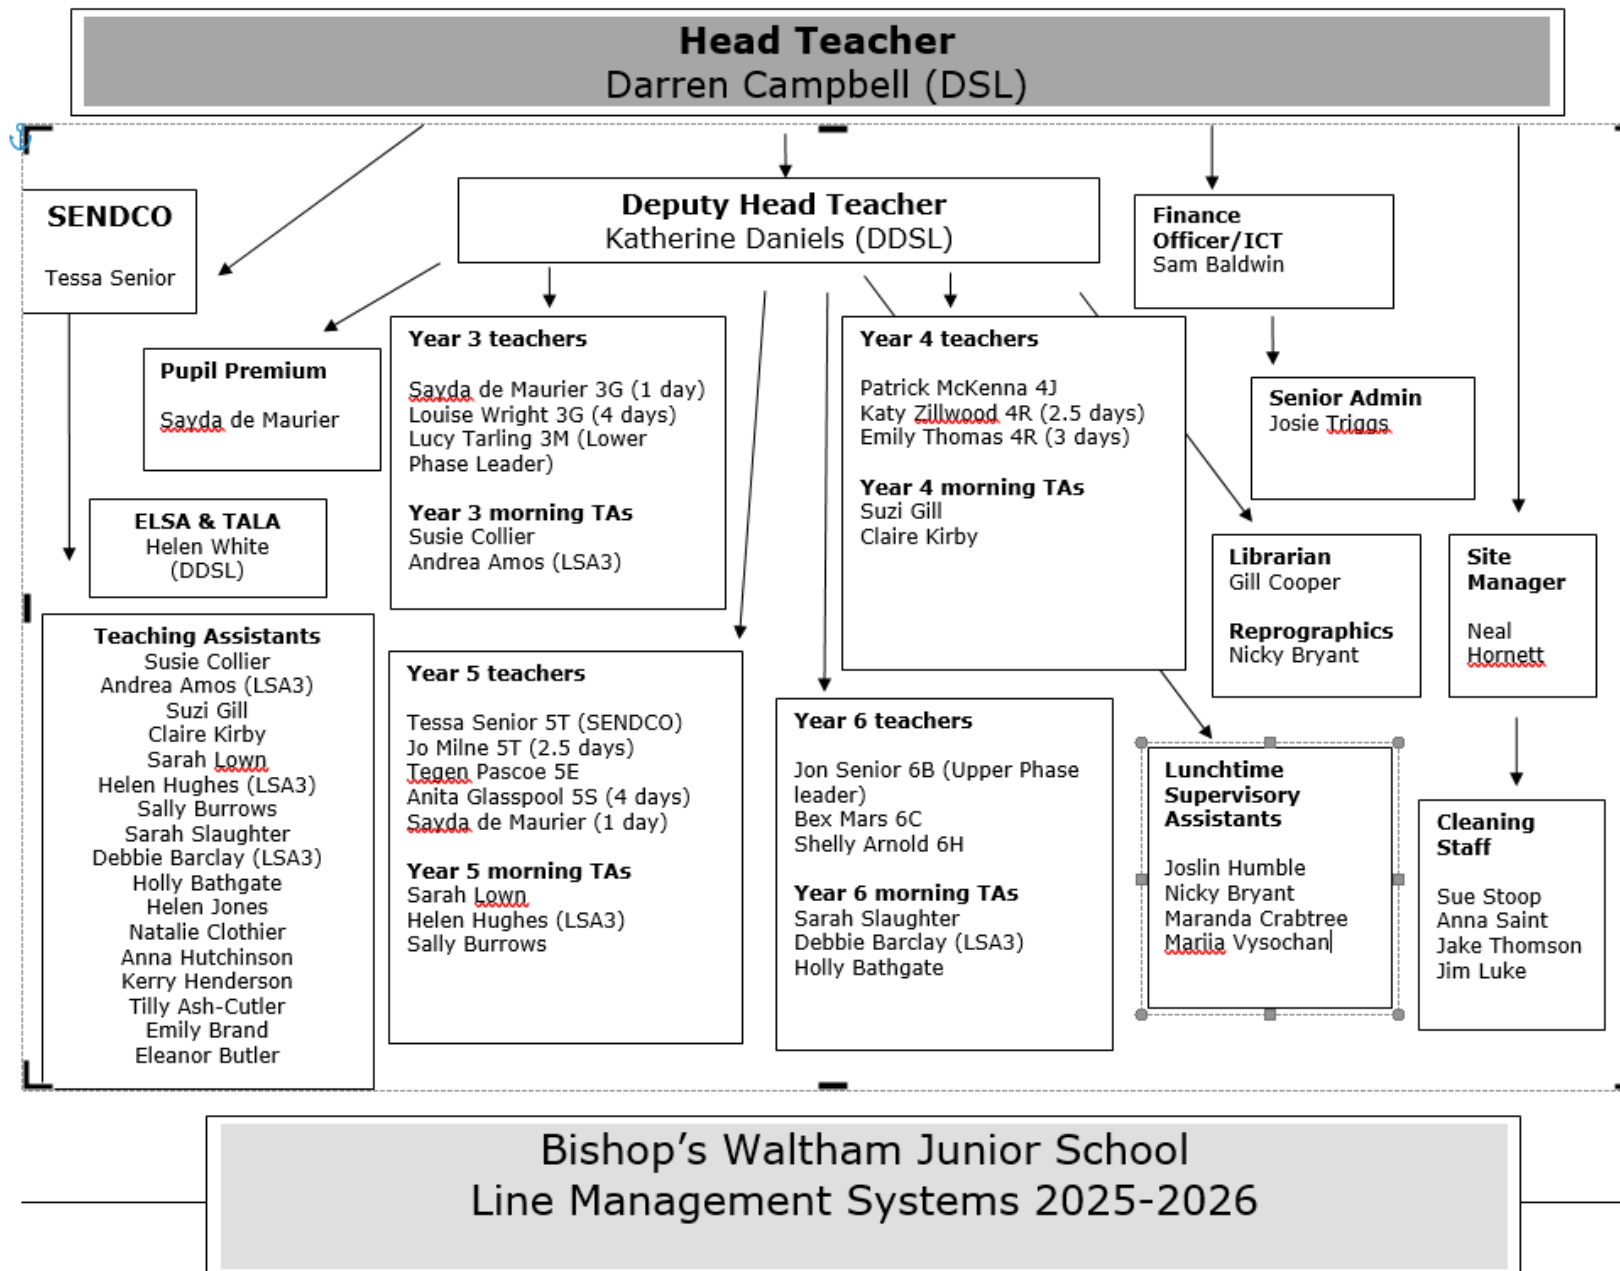 Head Teacher
Darren Campbell (DSL)
SENDCO
Tessa Senior
Deputy Head Teacher
Katherine Daniels (DDSL)
Finance
Officer/ICT
Sam Baldwin
Pupil Premium
Sayda de Maurier
Year 3 teachers
Sayda de Maurier 3G (1 day)
Louise Wright 3G (4 days)
Lucy Tarling 3M (Lower
Phase Leader)
Year 3 morning TAs
Susie Collier
Andrea Amos (LSA3)
Year 4 teachers
Patrick McKenna 4J
Katy Zillwood 4R (2.5 days)
Emily Thomas 4R (3 days)
Year 4 morning TAs
Suzi Gill
Claire Kirby
Senior Admin
Josie Triggs
ELSA & TALA
Helen White
(DDSL)
Librarian
Gill Cooper
Reprographics
Nicky Bryant
Site
Manager
Neal
Hornett
Teaching Assistants
Susie Collier
Andrea Amos (LSA3)
Suzi Gill
Claire Kirby
Sarah Lown
Helen Hughes (LSA3)
Sally Burrows
Sarah Slaughter
Debbie Barclay (LSA3)
Holly Bathgate
Helen Jones
Natalie Clothier
Anna Hutchinson
Kerry Henderson
Tilly Ash-Cutler
Emily Brand
Eleanor Butler
Year 5 teachers
Tessa Senior 5T (SENDCO)
Jo Milne 5T (2.5 days)
Tegen Pascoe 5E
Anita Glasspool 5S (4 days)
Sayda de Maurier (1 day)
Year 5 morning TAs
Sarah Lown
Helen Hughes (LSA3)
Sally Burrows
Year 6 teachers
Jon Senior 6B (Upper Phase
leader)
Bex Mars 6C
Shelly Arnold 6H
Year 6 morning TAs
Sarah Slaughter
Debbie Barclay (LSA3)
Holly Bathgate
Lunchtime
Supervisory
Assistants
Joslin Humble
Nicky Bryant
Maranda Crabtree
Mariia Vysochan
Cleaning
Staff
Sue Stoop
Anna Saint
Jake Thomson
Jim Luke
Bishop’s Waltham Junior School
Line Management Systems 2025-2026